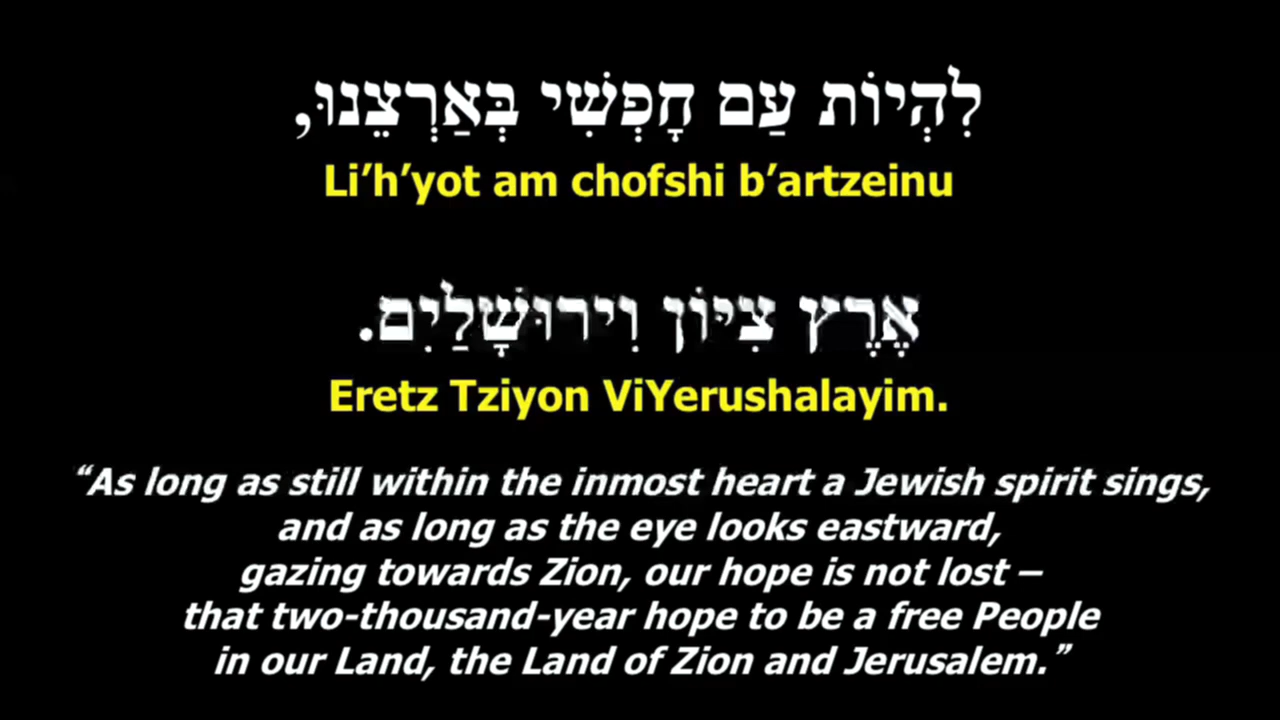 לִהְיוֹת עַם חָפְשִׁי בְּאַרְצֵנוּ,
Li’h’yot am chofshi b’artzeinu
אֶרֶץ צִיּוֹן וִירוּשָׁלַיִם.
Eretz Tziyon ViYerushalayim.
“As long as still within the inmost heart a Jewish spirit sings,
and as long as the eye looks eastward,
gazing towards Zion, our hope is not lost –
that two-thousand-year hope to be a free People
in our Land, the Land of Zion and Jerusalem.”